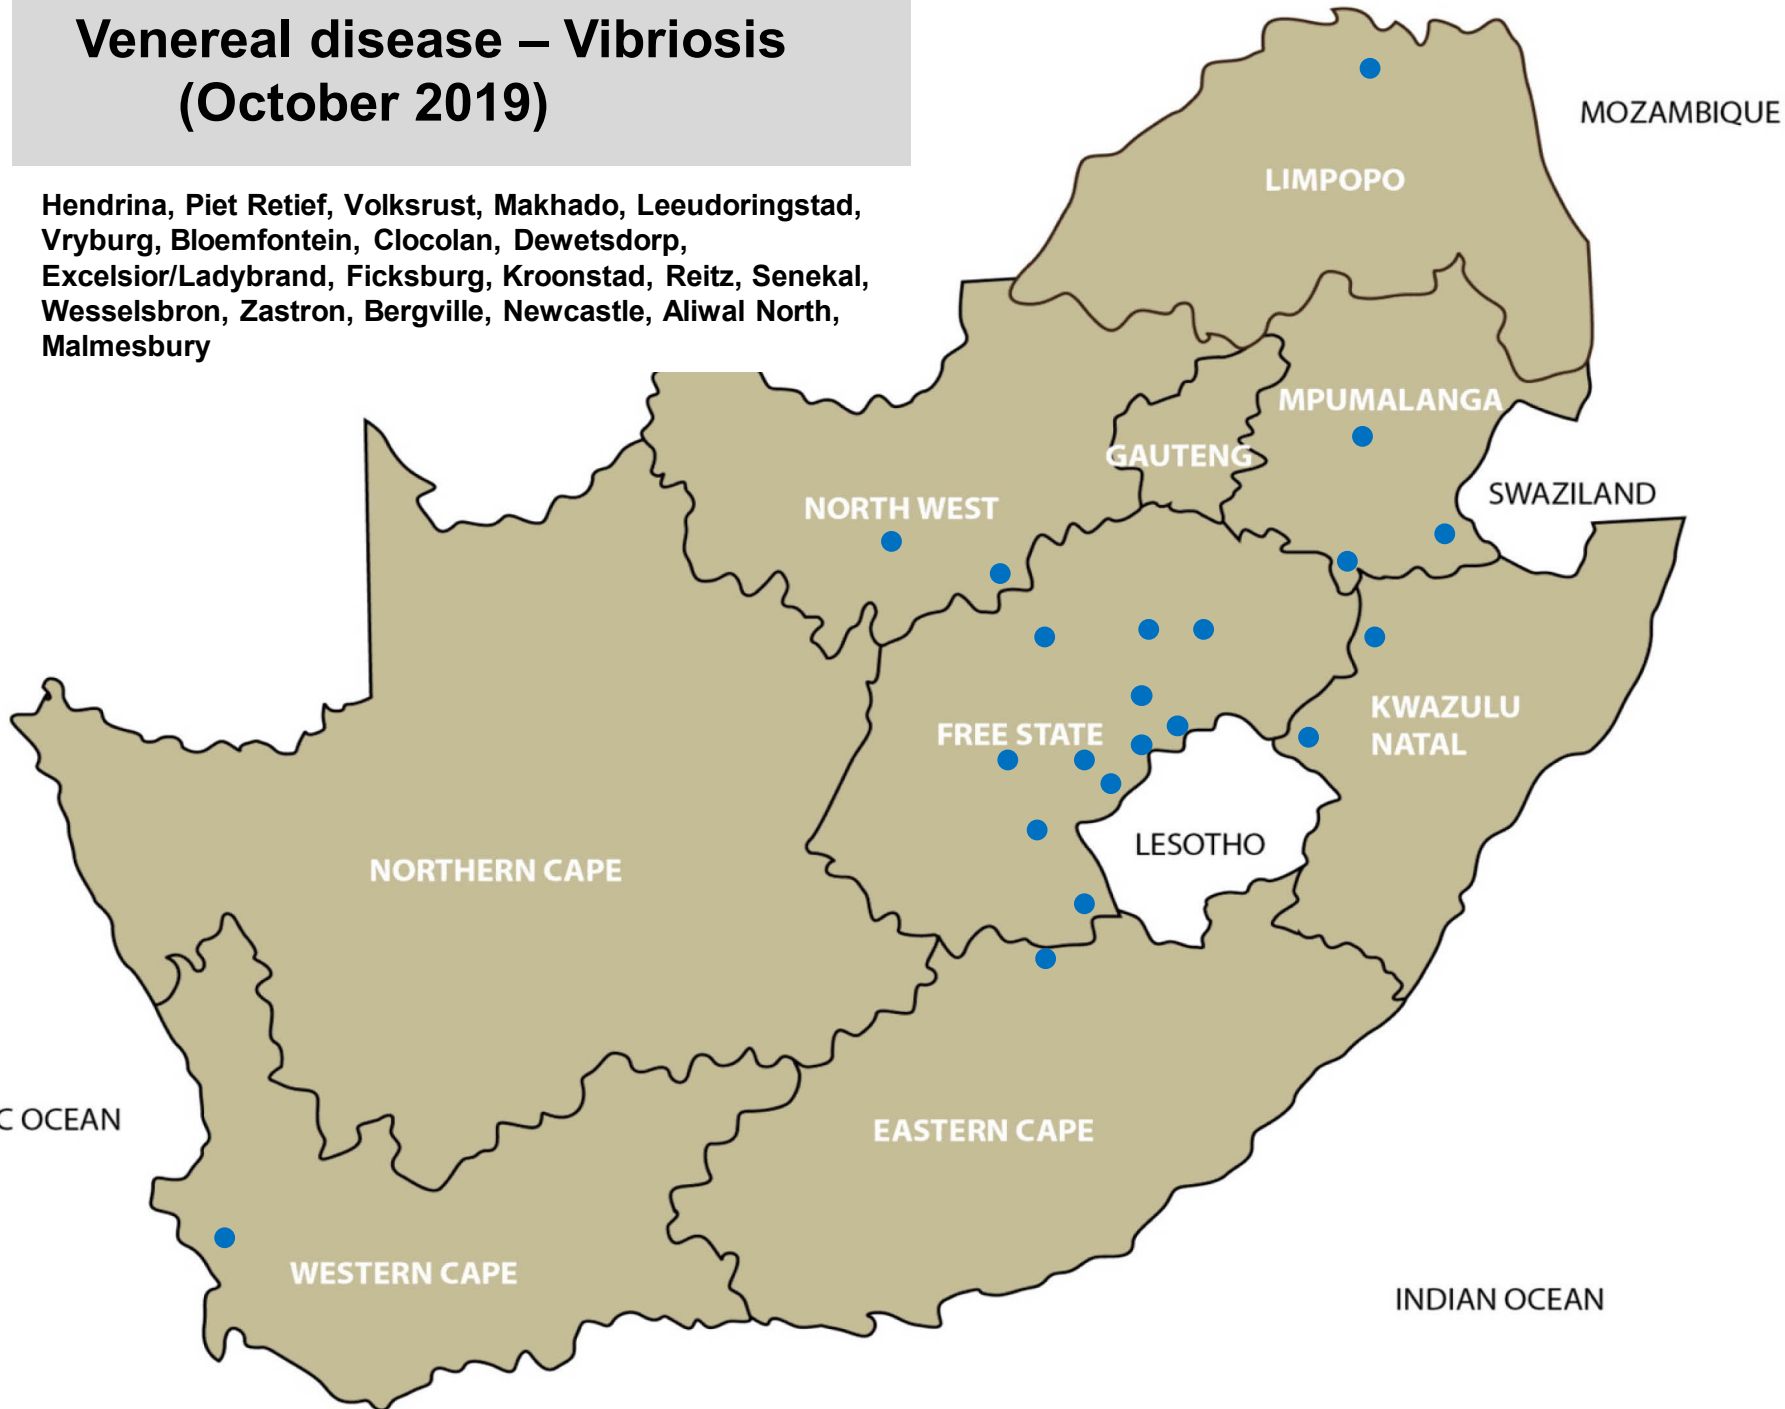 Venereal disease – Vibriosis
(October 2019)
Hendrina, Piet Retief, Volksrust, Makhado, Leeudoringstad,
Vryburg, Bloemfontein, Clocolan, Dewetsdorp,
Excelsior/Ladybrand, Ficksburg, Kroonstad, Reitz, Senekal,
Wesselsbron, Zastron, Bergville, Newcastle, Aliwal North,
Malmesbury
MOZAMBIQUE
LIMPOPO
MPUMALANGA
GAUTENG
SWAZILAND
NORTH WEST
KWAZULU
NATAL
FREE STATE
LESOTHO
NORTHERN CAPE
C OCEAN
EASTERN CAPE
WESTERN CAPE
INDIAN OCEAN